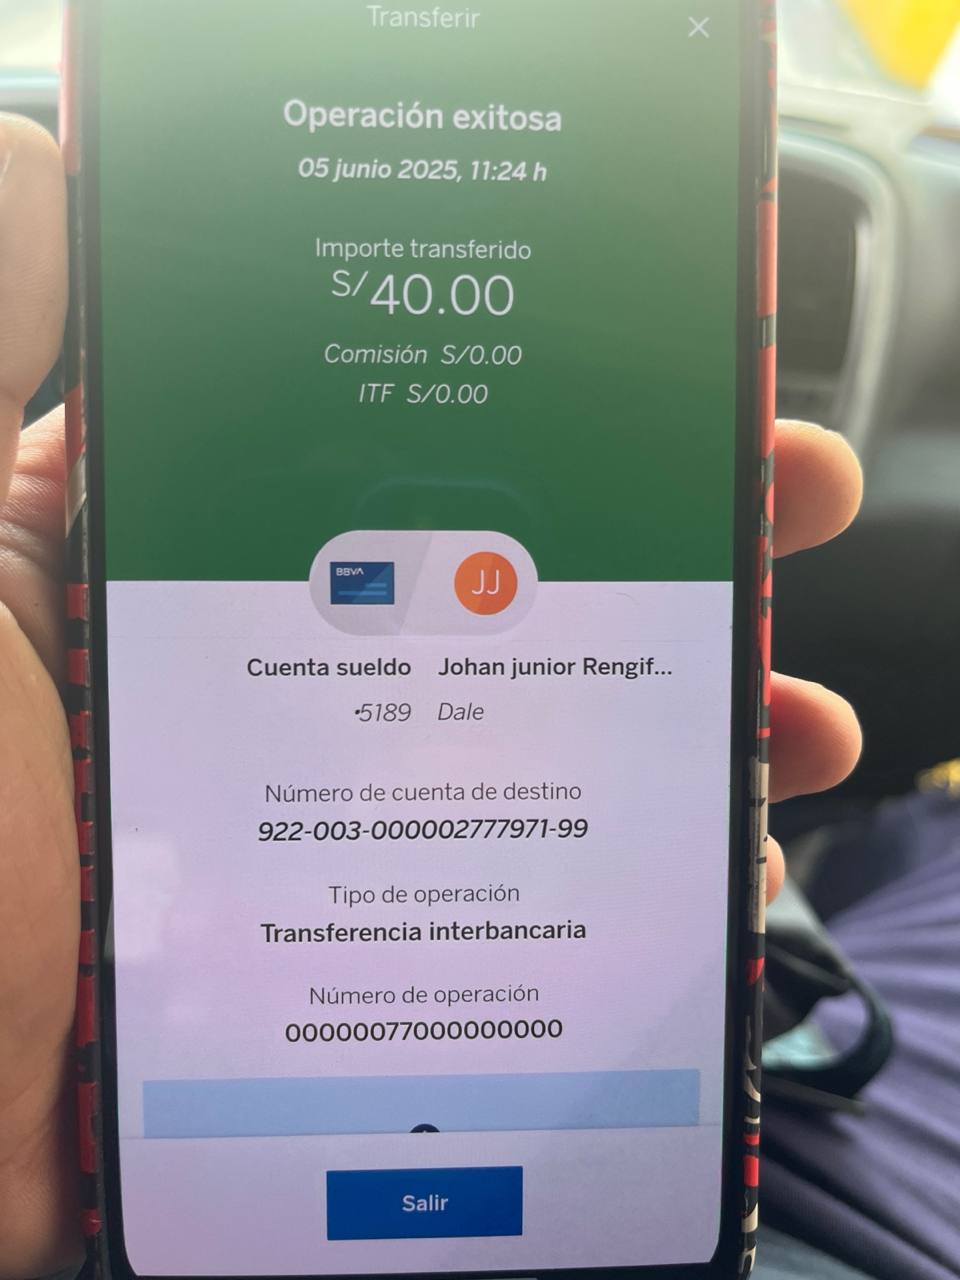 Transferir
Operación exitosa
05 junio 2025, 11:24 h
Importe transferido
S/40.00
Comisión S/0.00
ITF S/0.00
BBVA JJ
Cuenta sueldo Johan junior Rengif...
•5189 Dale
Número de cuenta de destino
922-003-000002777971-99
Tipo de operación
Transferencia interbancaria
Número de operación
00000077000000000
Salir